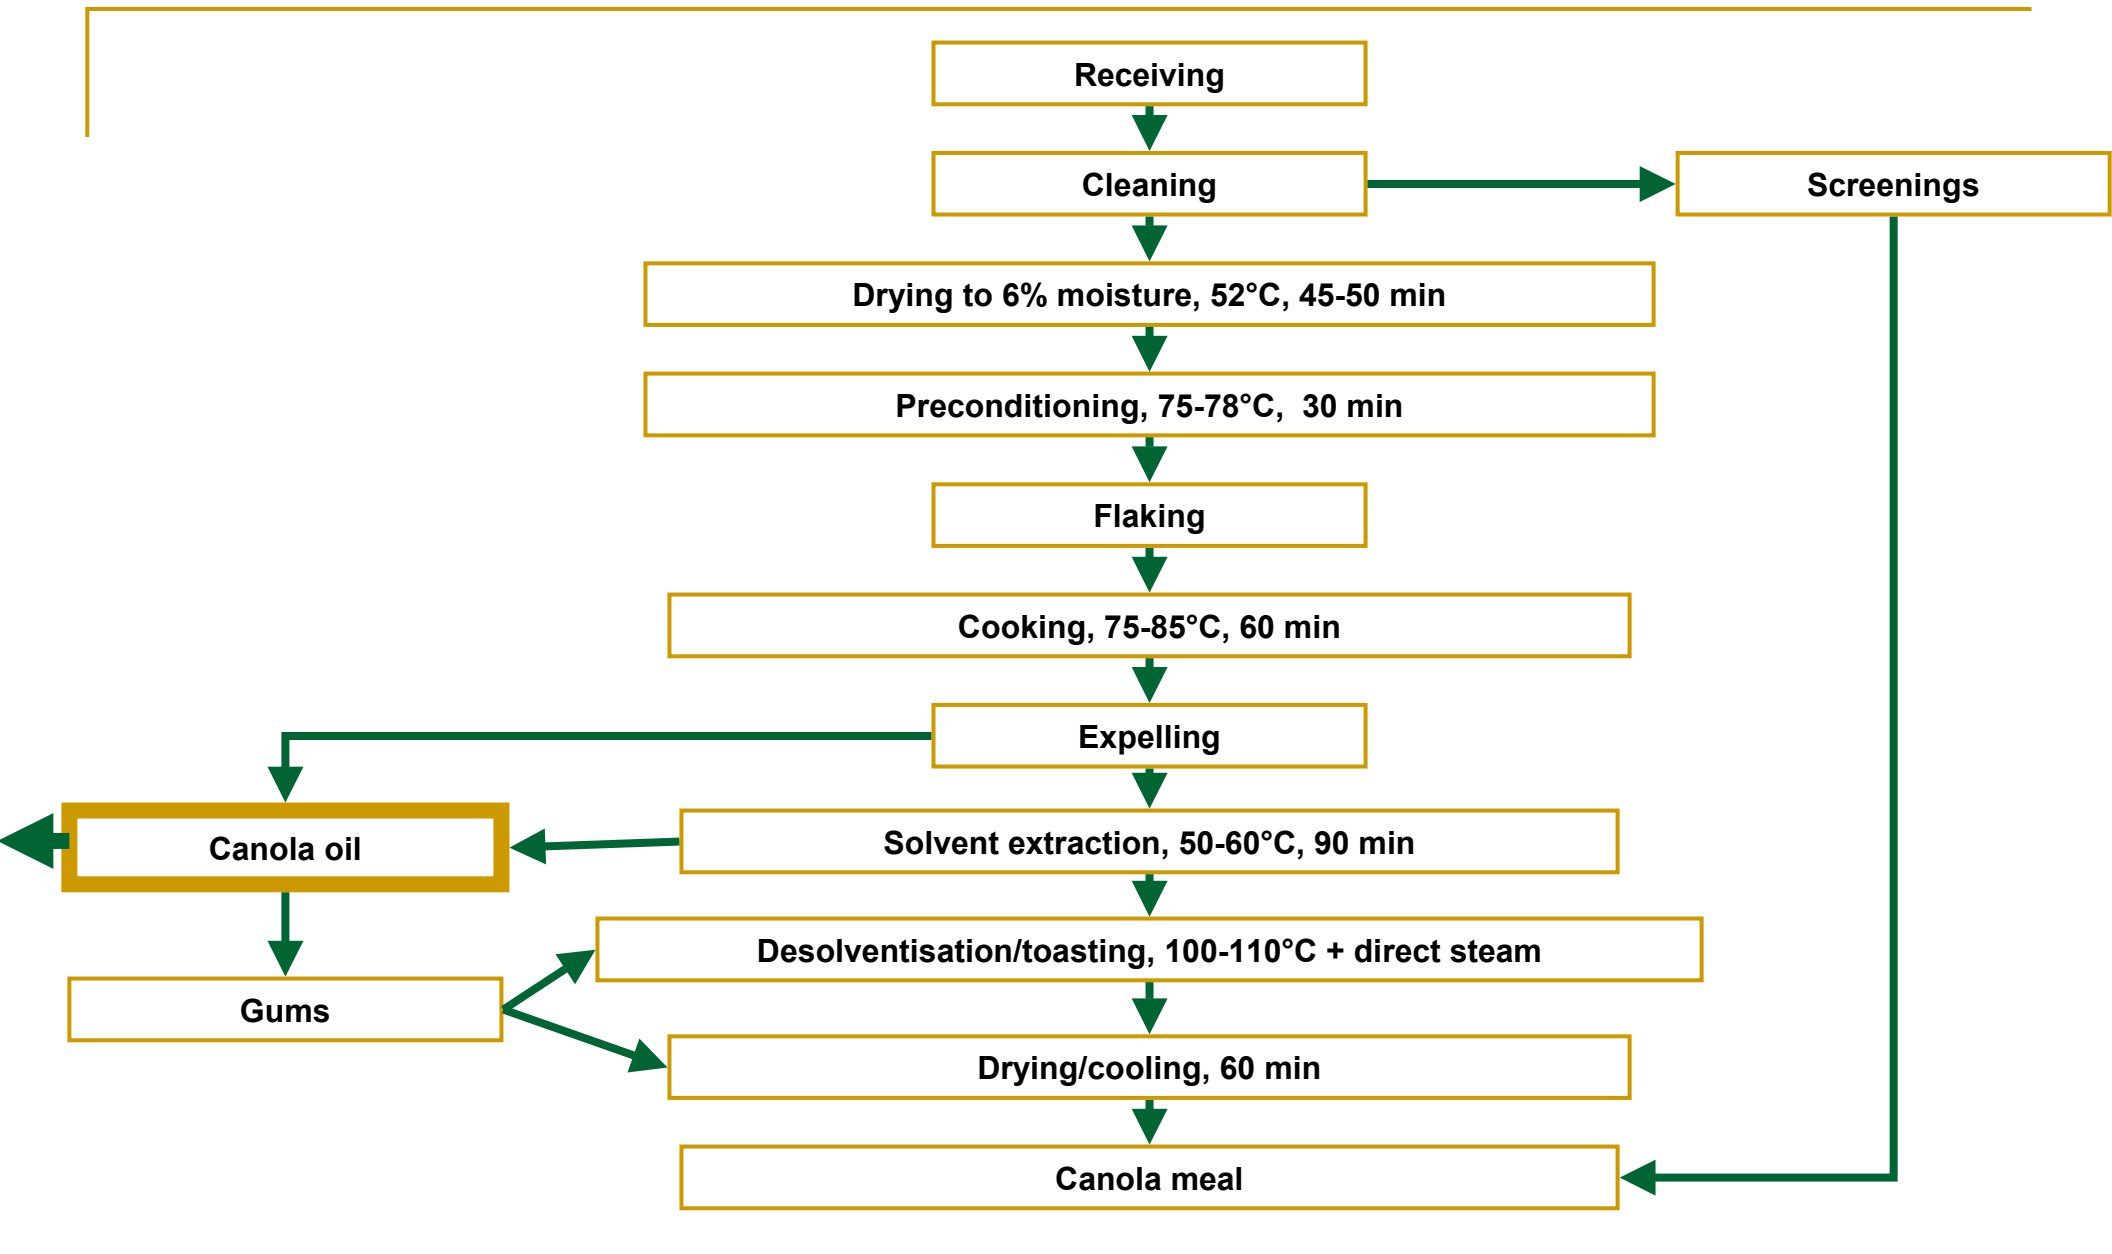 Receiving
Cleaning
Screenings
Drying to 6% moisture, 52°C, 45-50 min
Preconditioning, 75-78°C,  30 min
Flaking
Cooking, 75-85°C, 60 min
Expelling
Canola oil
Solvent extraction, 50-60°C, 90 min
Desolventisation/toasting, 100-110°C + direct steam
Gums
Drying/cooling, 60 min
Canola meal